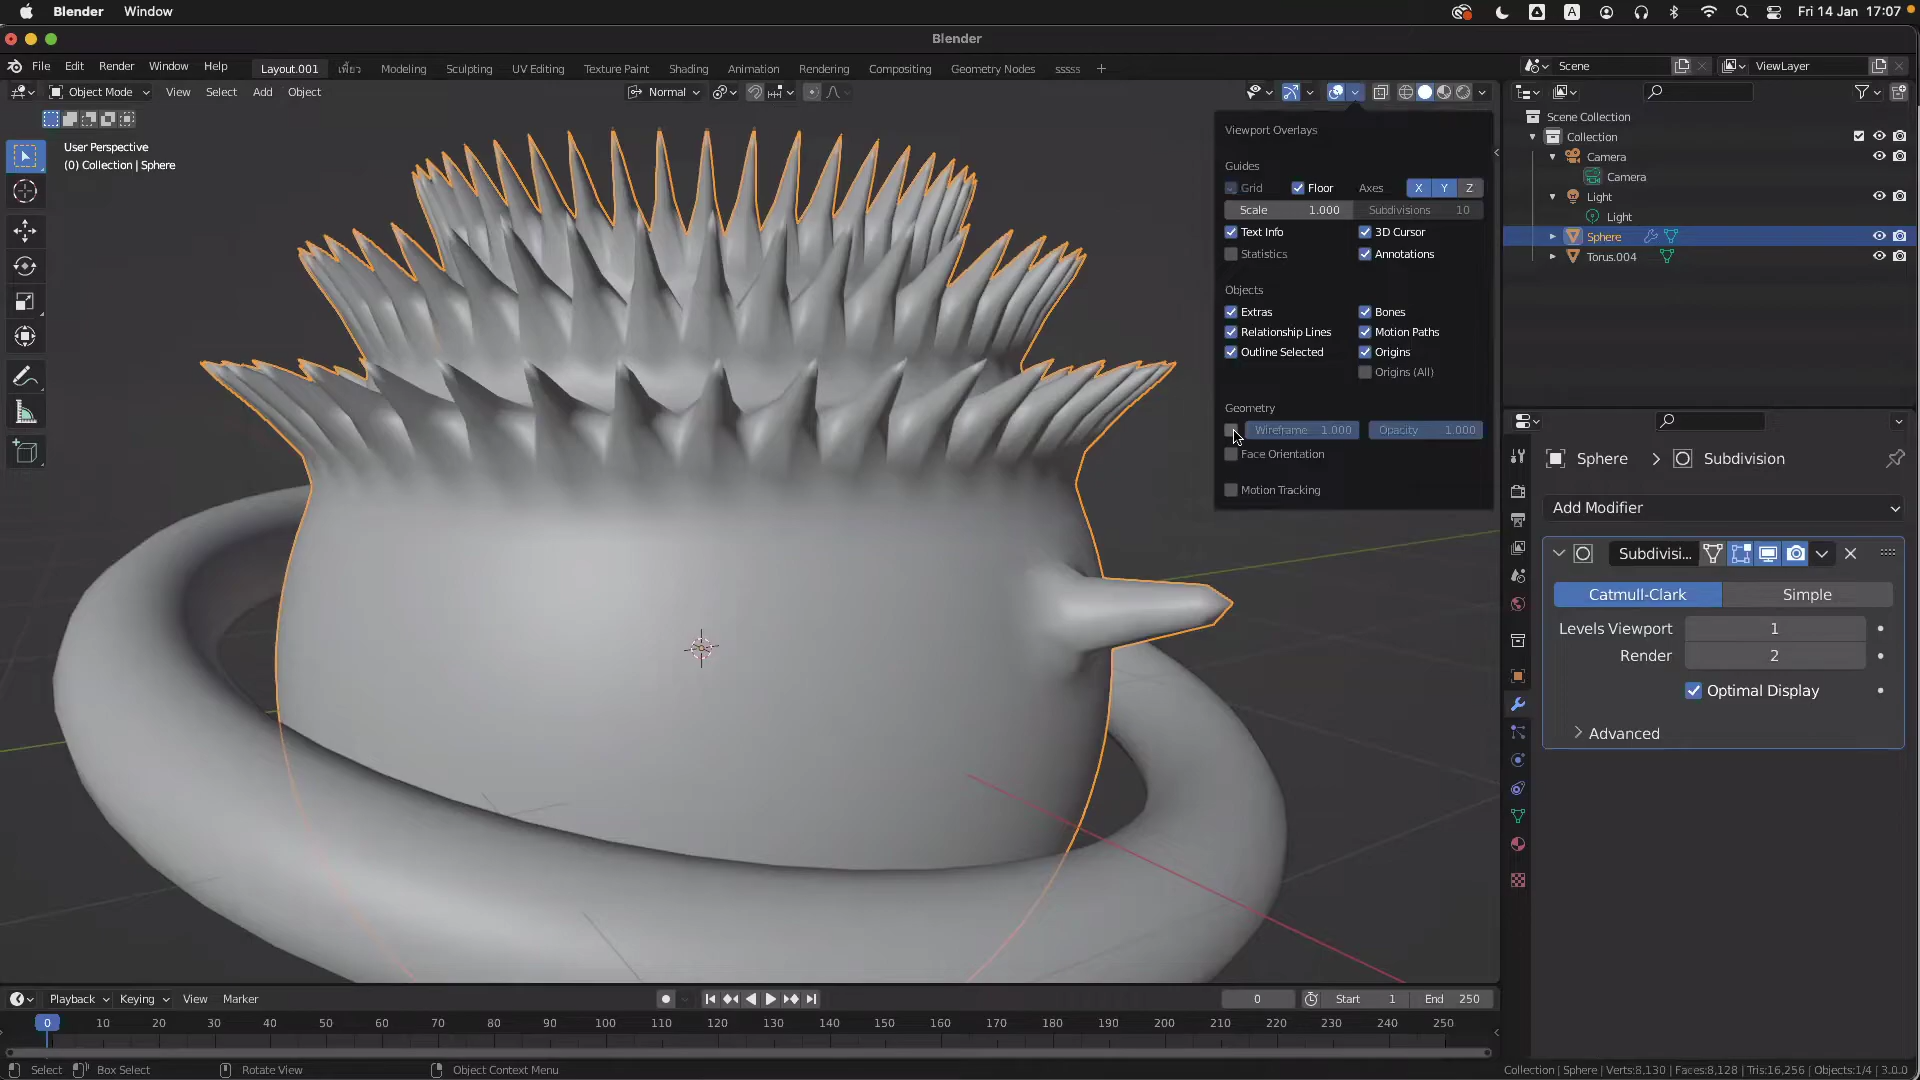 Blender Window
A
Fri 14 Jan 17:07
Blender
File Edit Render Window Help
Layout.001 เพี้ยว Modeling Sculpting UV Editing Texture Paint Shading Animation Rendering Compositing Geometry Nodes sssss +
Scene
ViewLayer
Object Mode View Select Add Object
Normal
User Perspective
(0) Collection | Sphere
Viewport Overlays
Guides
Grid Floor Axes X Y Z
Scale 1.000 Subdivisions 10
Text Info 3D Cursor
Statistics Annotations
Objects
Extras Bones
Relationship Lines Motion Paths
Outline Selected Origins
Origins (All)
Geometry
Wireframe 1.000 Opacity 1.000
Face Orientation
Motion Tracking
Scene Collection
Collection
Camera
Camera
Light
Light
Sphere
Torus.004
Sphere > Subdivision
Add Modifier
Subdivisi...
Catmull-Clark Simple
Levels Viewport 1
Render 2
Optimal Display
Advanced
Playback Keying View Marker
0 Start 1 End 250
0 10 20 30 40 50 60 70 80 90 100 110 120 130 140 150 160 170 180 190 200 210 220 230 240 250
Select Box Select Rotate View Object Context Menu
Collection | Sphere | Verts:8,130 | Faces:8,128 | Tris:16,256 | Objects:1/4 | 3.0.0